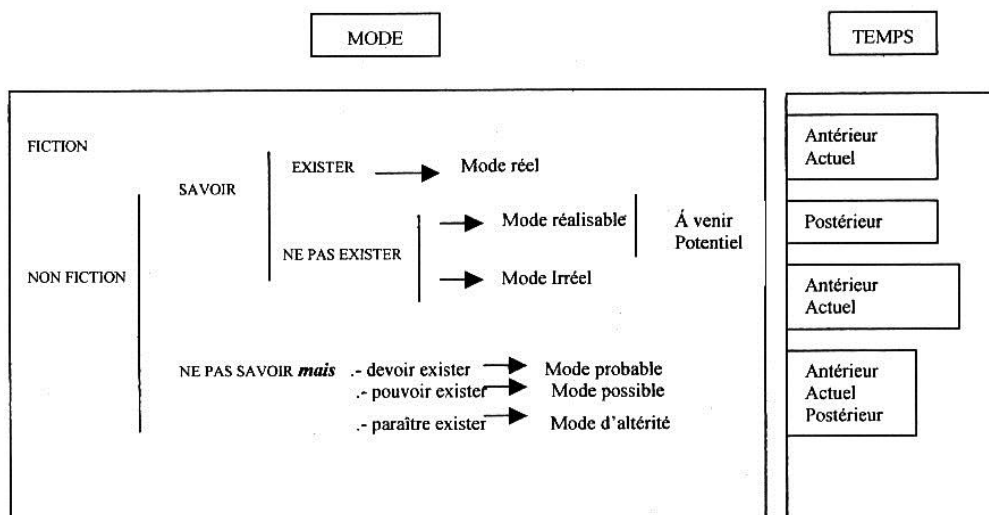 MODE
TEMPS
FICTION
EXISTER
Mode réel
SAVOIR
Mode réalisable
Á venir
Potentiel
NE PAS EXISTER
NON FICTION
Mode Irréel
NE PAS SAVOIR mais .- devoir exister Mode probable
.- pouvoir exister Mode possible
.- paraître exister Mode d'altérité
Antérieur
Actuel
Postérieur
Antérieur
Actuel
Antérieur
Actuel
Postérieur